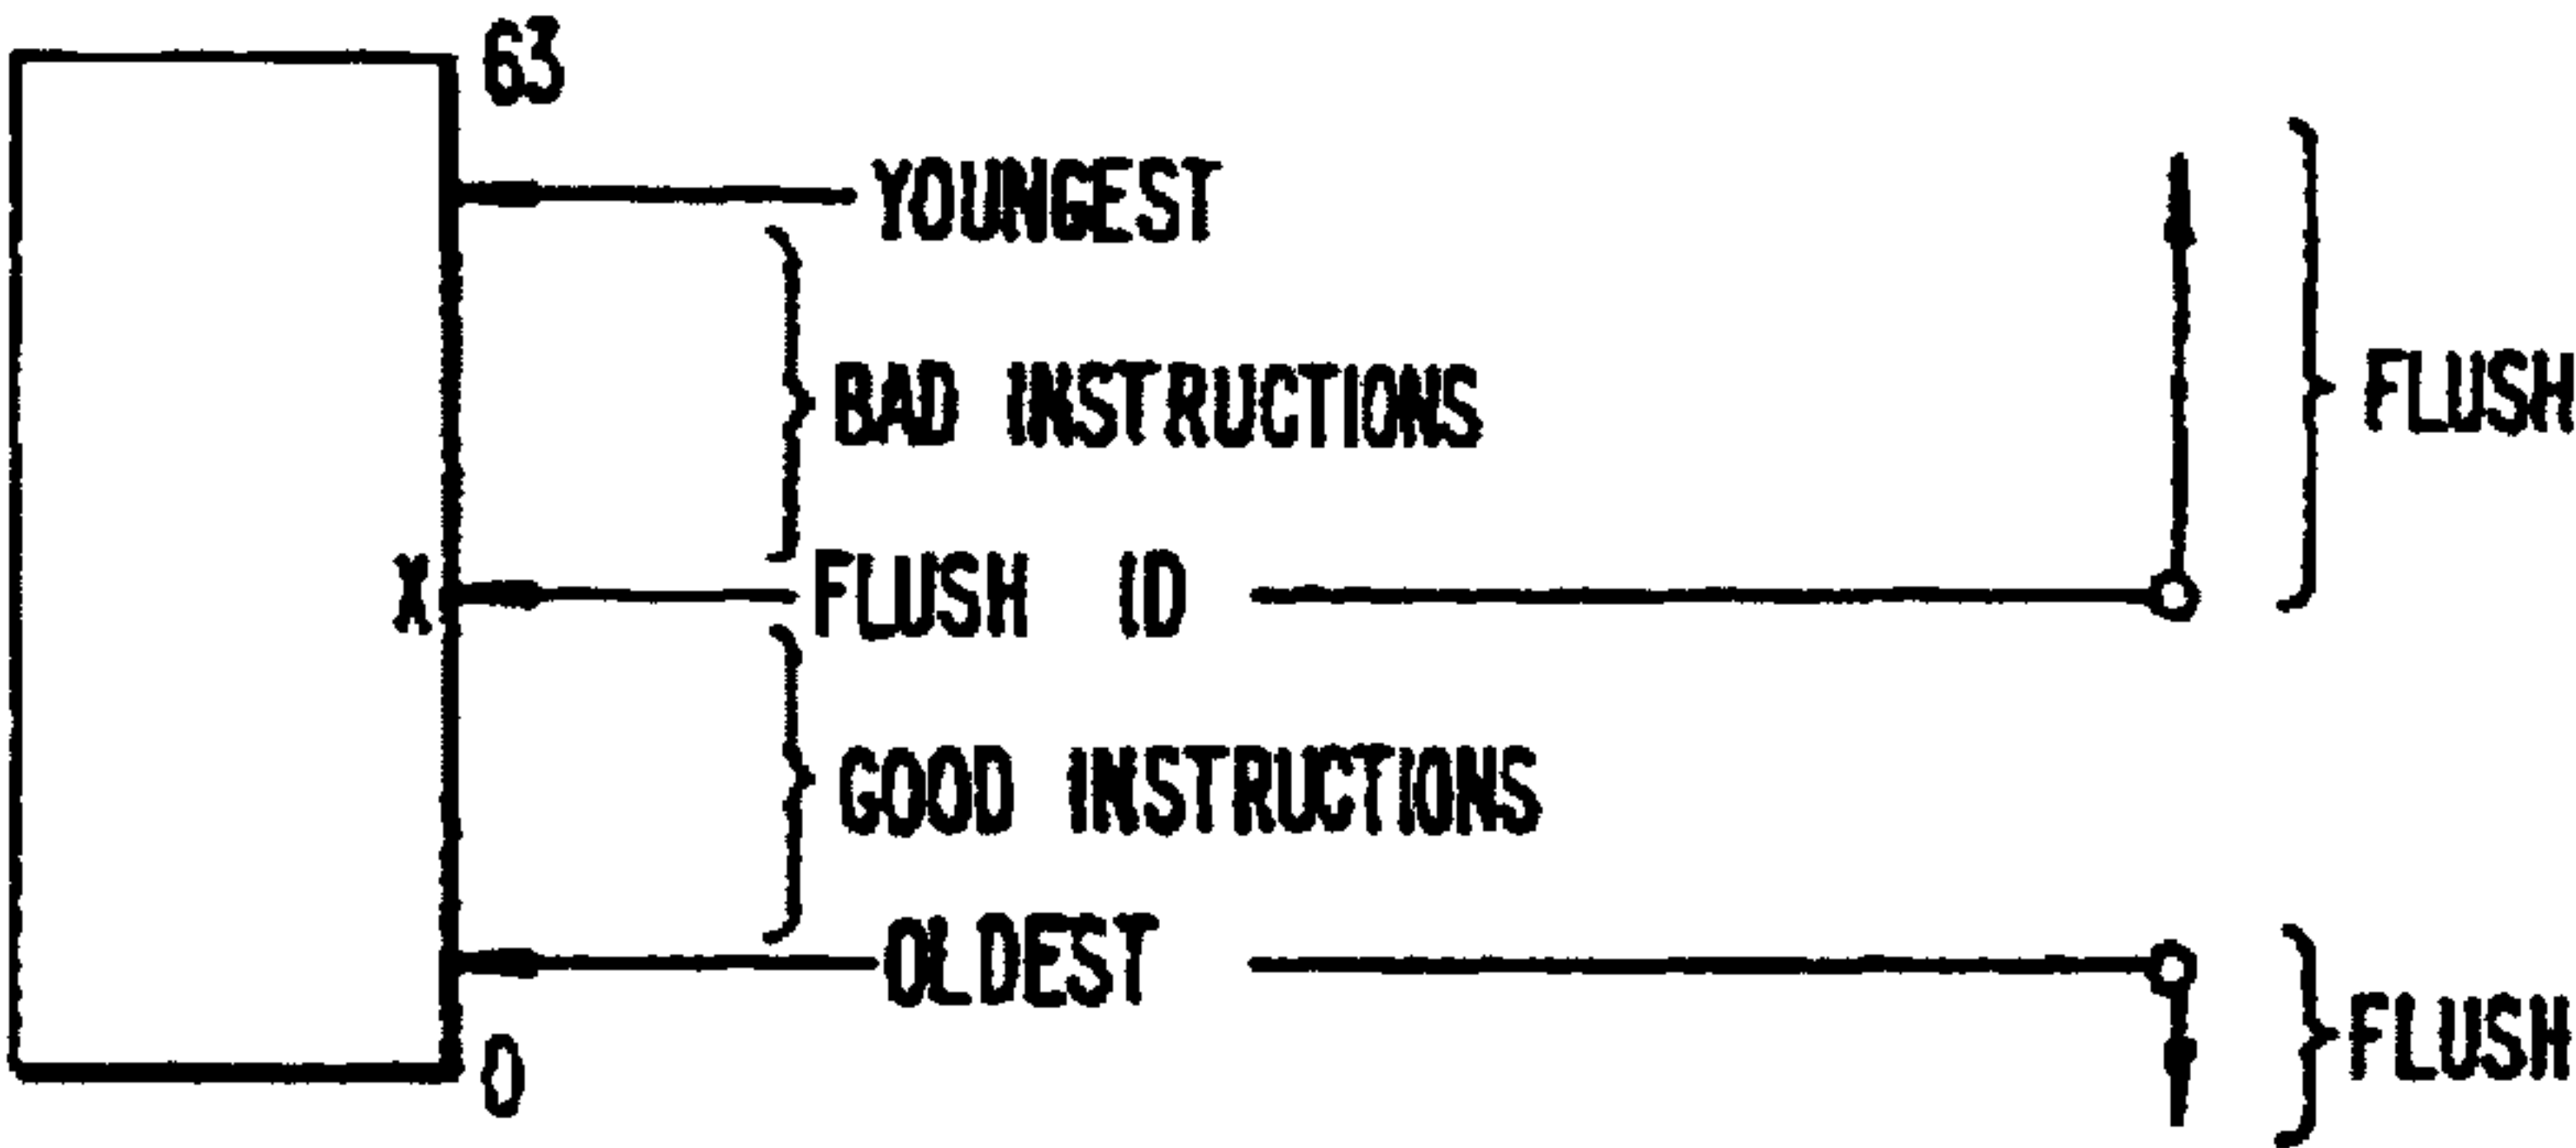 63
YOUNGEST
BAD INSTRUCTIONS
FLUSH
X
FLUSH ID
GOOD INSTRUCTIONS
OLDEST
FLUSH
0